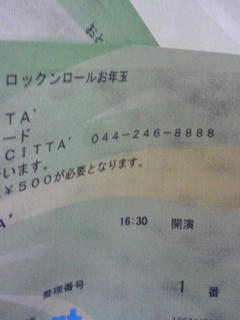 ロックンロールお年玉
TTA'
ード
CITTA' 044-246-8888
います。
¥500が必要となります。
A'
16:30 開演
整理番号 1 番